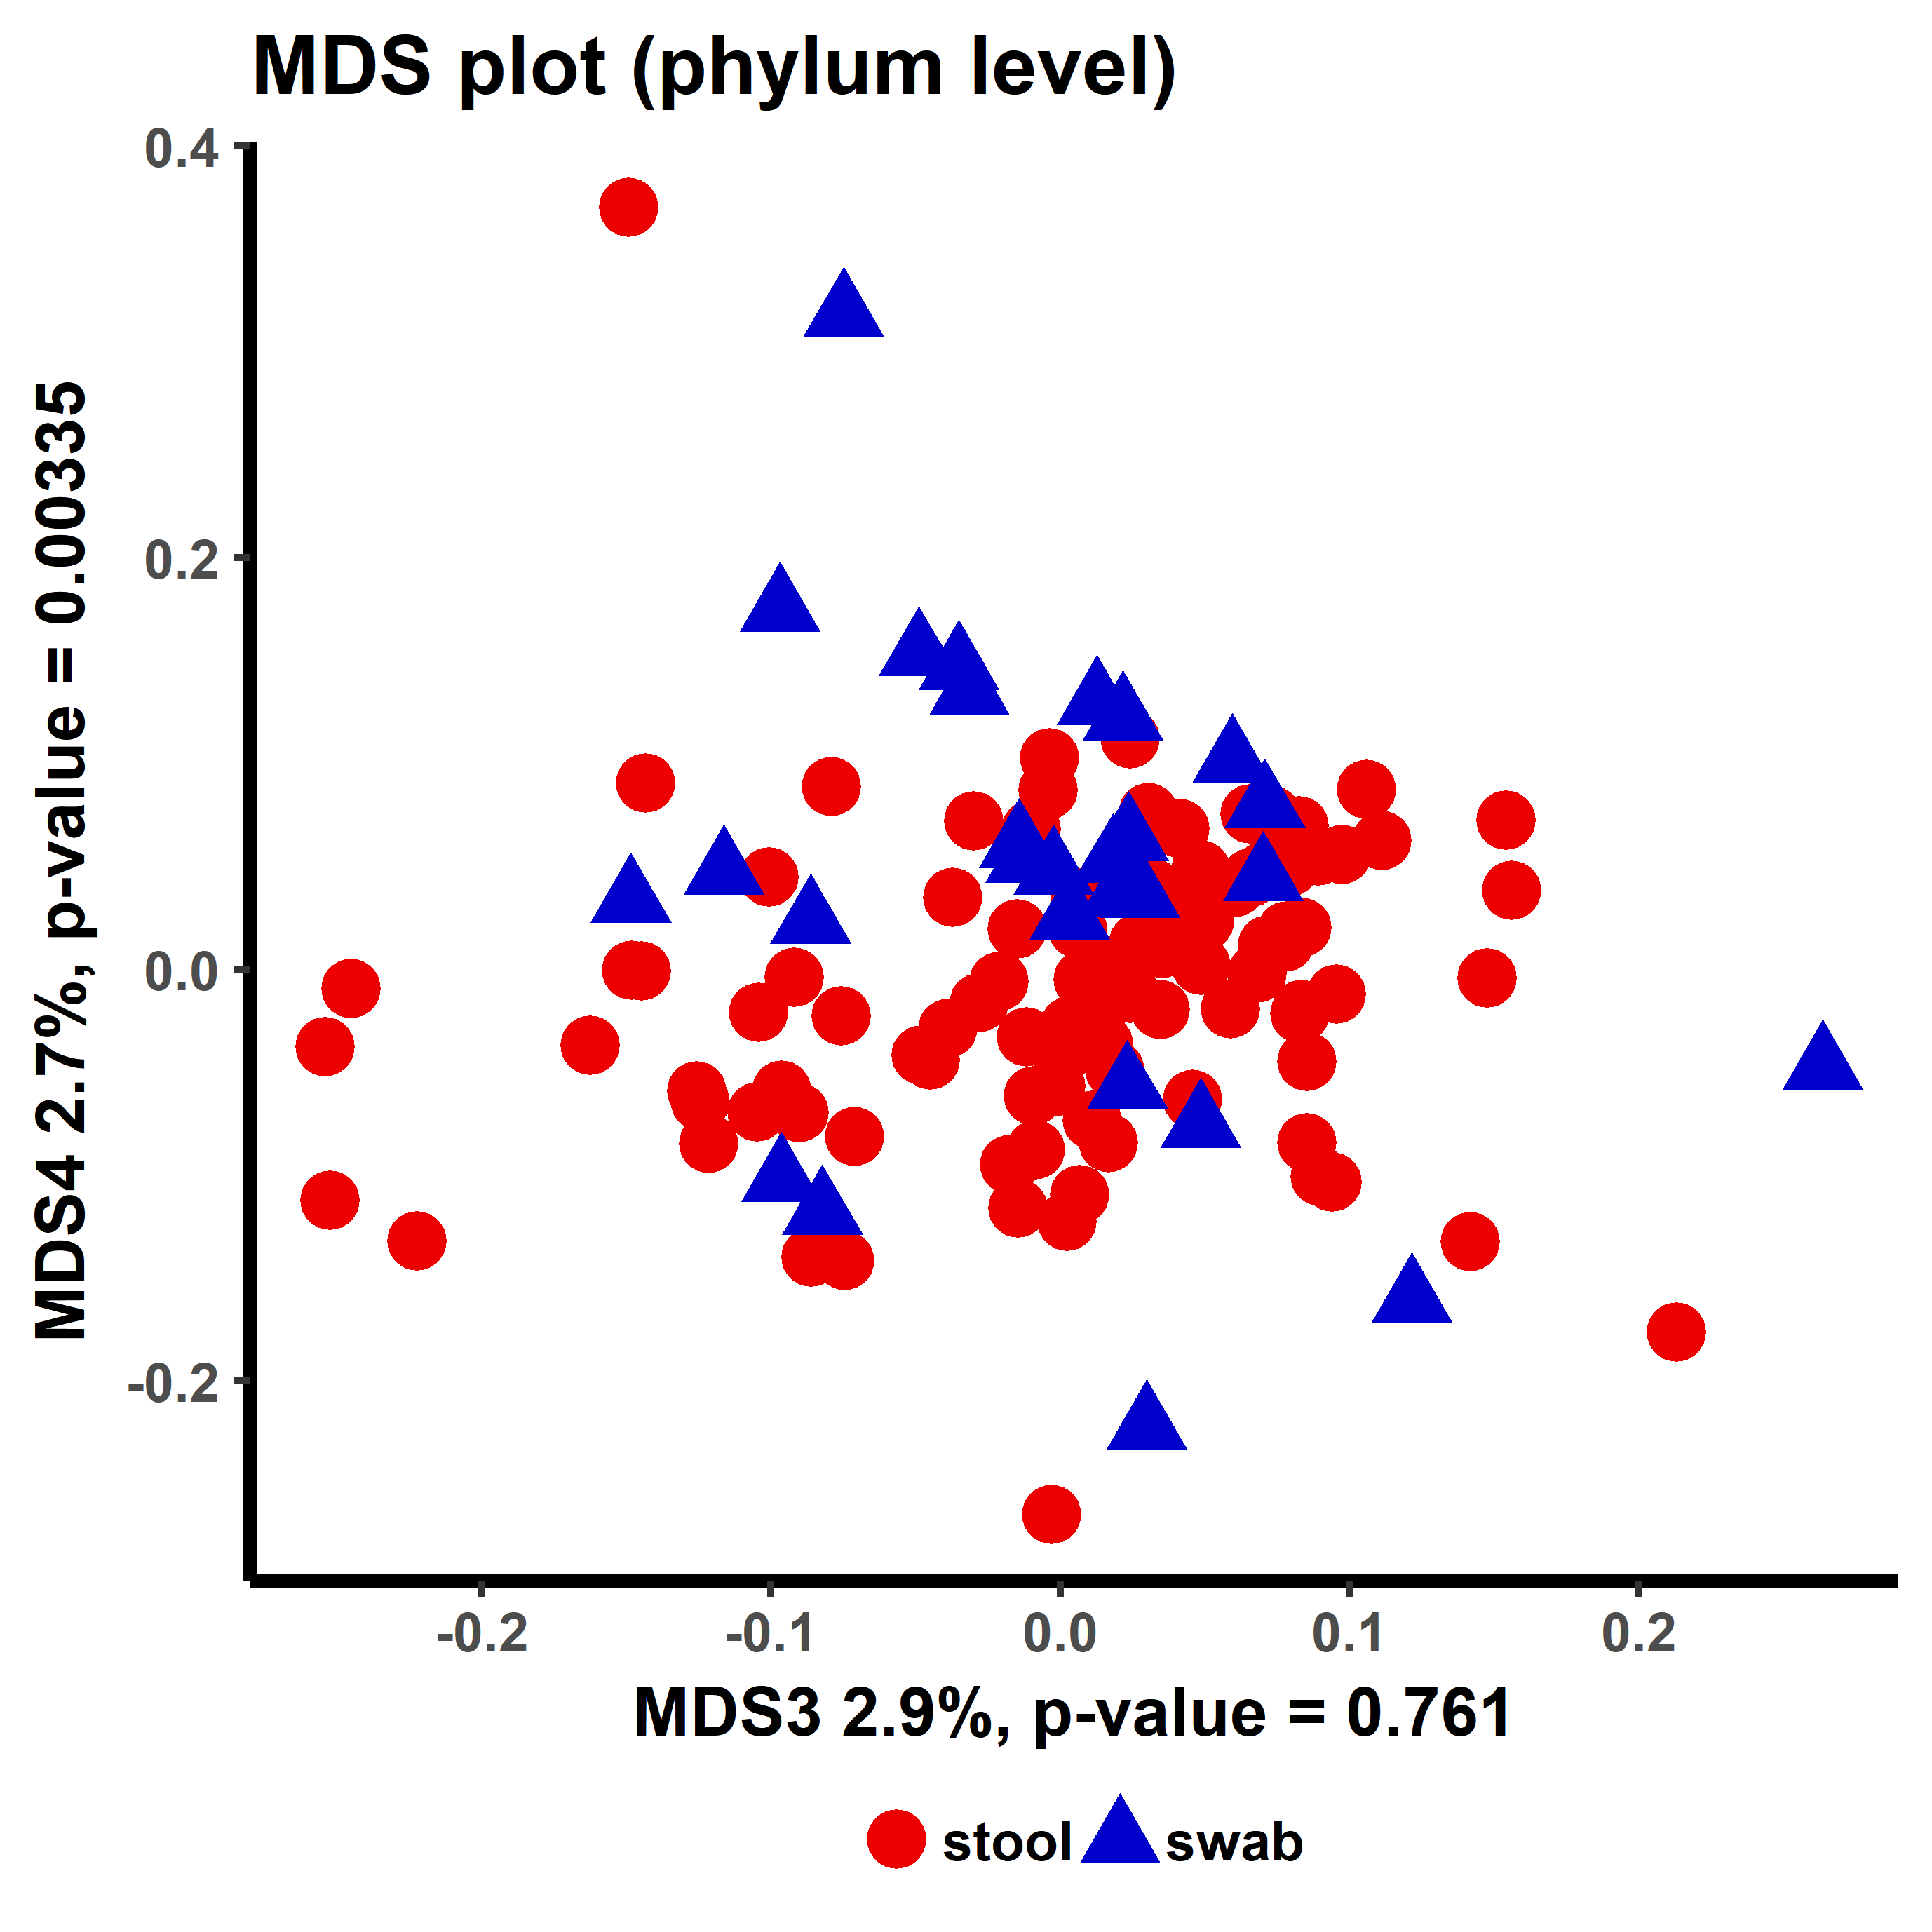 MDS plot (phylum level)
0.4
0.2
0.0
-0.2
MDS4 2.7%, p-value = 0.00335
-0.2 -0.1 0.0 0.1 0.2
MDS3 2.9%, p-value = 0.761
stool swab